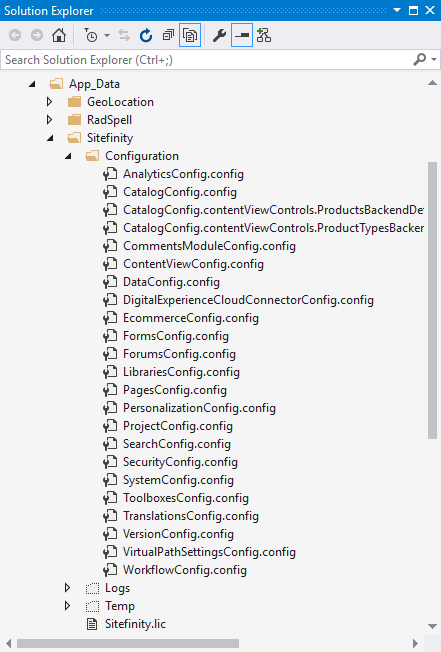 Solution Explorer
Search Solution Explorer (Ctrl+;)
App_Data
GeoLocation
RadSpell
Sitefinity
Configuration
AnalyticsConfig.config
CatalogConfig.config
CatalogConfig.contentViewControls.ProductsBackendDe
CatalogConfig.contentViewControls.ProductTypesBacker
CommentsModuleConfig.config
ContentViewConfig.config
DataConfig.config
DigitalExperienceCloudConnectorConfig.config
EcommerceConfig.config
FormsConfig.config
ForumsConfig.config
LibrariesConfig.config
PagesConfig.config
PersonalizationConfig.config
ProjectConfig.config
SearchConfig.config
SecurityConfig.config
SystemConfig.config
ToolboxesConfig.config
TranslationsConfig.config
VersionConfig.config
VirtualPathSettingsConfig.config
WorkflowConfig.config
Logs
Temp
Sitefinity.lic